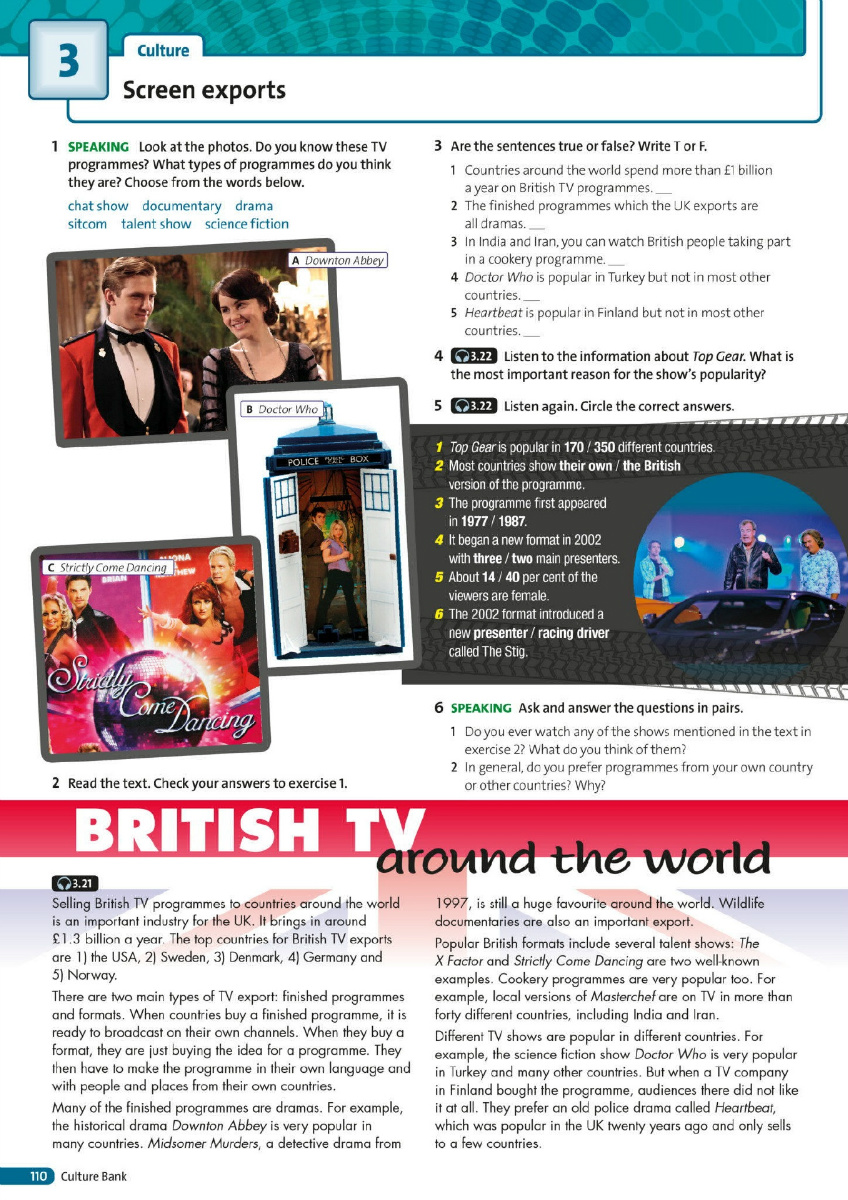 3
Culture
Screen exports
1 SPEAKING Look at the photos. Do you know these TV
programmes? What types of programmes do you think
they are? Choose from the words below.
chat show documentary drama
sitcom talent show science fiction
A Downton Abbey
B Doctor Who
POLICE PUBLIC CALL BOX
C Strictly Come Dancing
BRIAN
Strictly
Come
Dancing
2 Read the text. Check your answers to exercise 1.
3 Are the sentences true or false? Write T or F.
1 Countries around the world spend more than £1 billion
a year on British TV programmes. __
2 The finished programmes which the UK exports are
all dramas. __
3 In India and Iran, you can watch British people taking part
in a cookery programme. __
4 Doctor Who is popular in Turkey but not in most other
countries. __
5 Heartbeat is popular in Finland but not in most other
countries. __
4 3.22 Listen to the information about Top Gear. What is
the most important reason for the show's popularity?
5 3.22 Listen again. Circle the correct answers.
1 Top Gear is popular in 170 / 350 different countries.
2 Most countries show their own / the British
version of the programme.
3 The programme first appeared
in 1977 / 1987.
4 It began a new format in 2002
with three / two main presenters.
5 About 14 / 40 per cent of the
viewers are female.
6 The 2002 format introduced a
new presenter / racing driver
called The Stig.
6 SPEAKING Ask and answer the questions in pairs.
1 Do you ever watch any of the shows mentioned in the text in
exercise 2? What do you think of them?
2 In general, do you prefer programmes from your own country
or other countries? Why?
BRITISH TV
around the world
3.21
Selling British TV programmes to countries around the world
is an important industry for the UK. It brings in around
£1.3 billion a year. The top countries for British TV exports
are 1) the USA, 2) Sweden, 3) Denmark, 4) Germany and
5) Norway.
There are two main types of TV export: finished programmes
and formats. When countries buy a finished programme, it is
ready to broadcast on their own channels. When they buy a
format, they are just buying the idea for a programme. They
then have to make the programme in their own language and
with people and places from their own countries.
Many of the finished programmes are dramas. For example,
the historical drama Downton Abbey is very popular in
many countries. Midsomer Murders, a detective drama from
1997, is still a huge favourite around the world. Wildlife
documentaries are also an important export.
Popular British formats include several talent shows: The
X Factor and Strictly Come Dancing are two well-known
examples. Cookery programmes are very popular too. For
example, local versions of Masterchef are on TV in more than
forty different countries, including India and Iran.
Different TV shows are popular in different countries. For
example, the science fiction show Doctor Who is very popular
in Turkey and many other countries. But when a TV company
in Finland bought the programme, audiences there did not like
it at all. They prefer an old police drama called Heartbeat,
which was popular in the UK twenty years ago and only sells
to a few countries.
110 Culture Bank